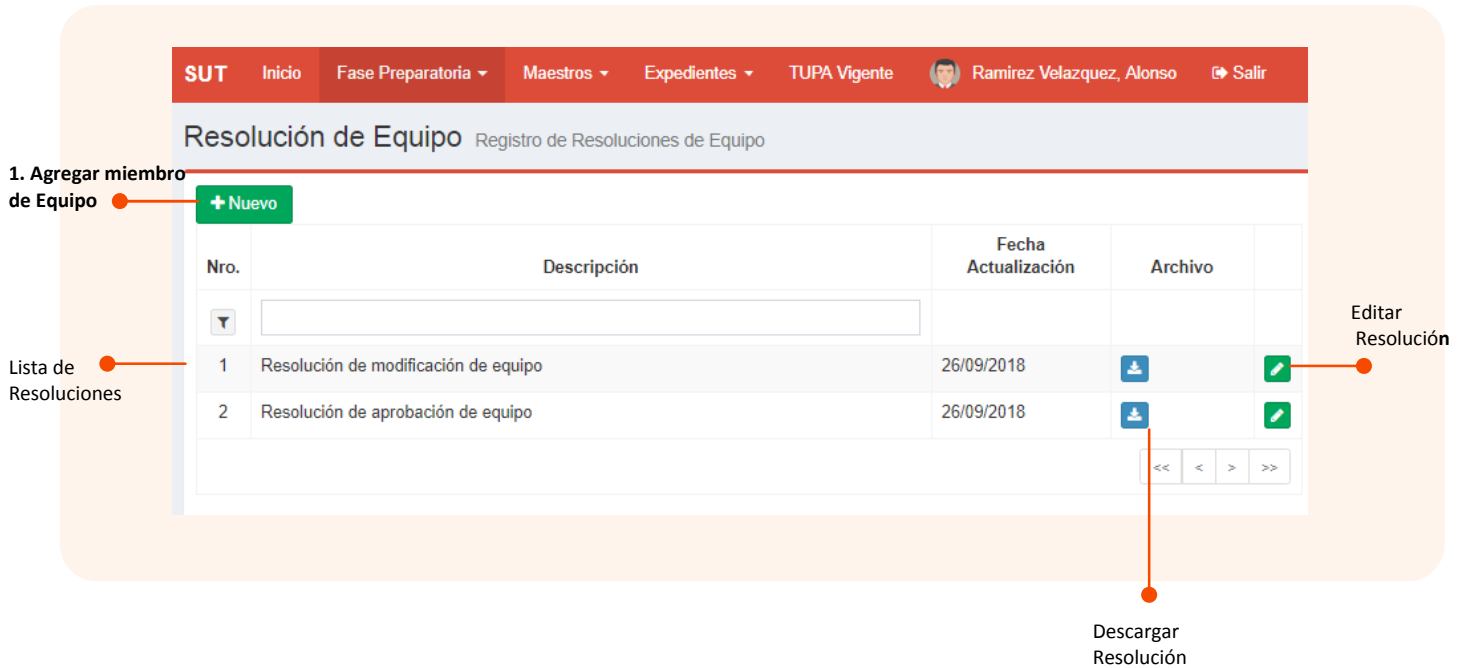 SUT Inicio Fase Preparatoria Maestros Expedientes TUPA Vigente Ramirez Velazquez, Alonso Salir
Resolución de Equipo Registro de Resoluciones de Equipo
1. Agregar miembro
de Equipo
+ Nuevo
Nro. Descripción Fecha Actualización Archivo
1 Resolución de modificación de equipo 26/09/2018
2 Resolución de aprobación de equipo 26/09/2018
<< < > >>
Lista de
Resoluciones
Editar
Resolución
Descargar
Resolución